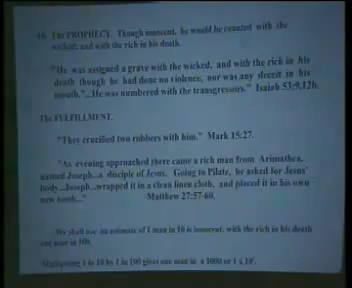 10. The PROPHECY. Though innocent, he would be counted with the
wicked, and with the rich in his death.
"He was assigned a grave with the wicked, and with the rich in his
death though he had done no violence, nor was any deceit in his
mouth."...He was numbered with the transgressors." Isaiah 53:9,12b.
The FULFILLMENT.
"They crucified two robbers with him." Mark 15:27.
"As evening approached there came a rich man from Arimathea,
named Joseph...a disciple of Jesus. Going to Pilate, he asked for Jesus'
body...Joseph...wrapped it in a clean linen cloth, and placed it in his own
new tomb..." Matthew 27:57-60.
We shall use an estimate of 1 man in 10 is innocent, with the rich in his death
one man in 100.
Multiplying 1 in 10 by 1 in 100 gives one man in a 1000 or 1 x 10³.